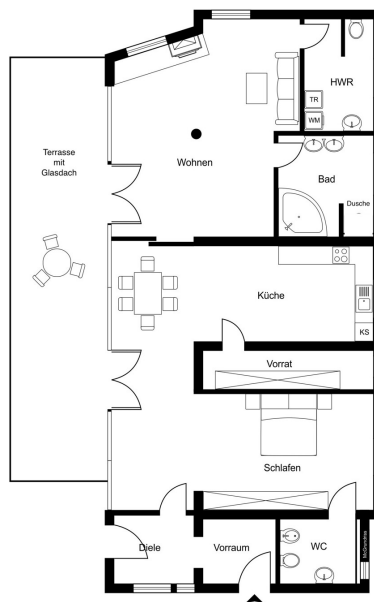 HWR
TR
WM
Terrasse
mit
Glasdach
Wohnen
Bad
Dusche
Küche
KS
Vorrat
Schlafen
Diele
Vorraum
WC